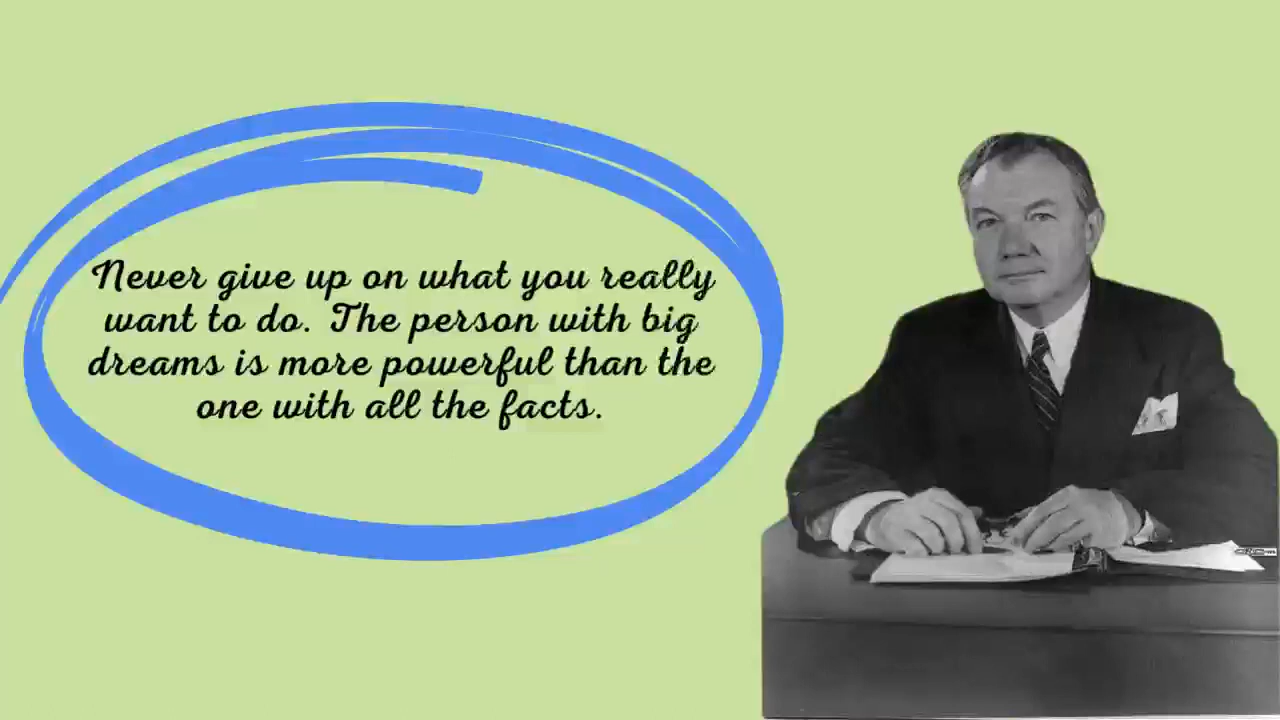 Never give up on what you really
want to do. The person with big
dreams is more powerful than the
one with all the facts.